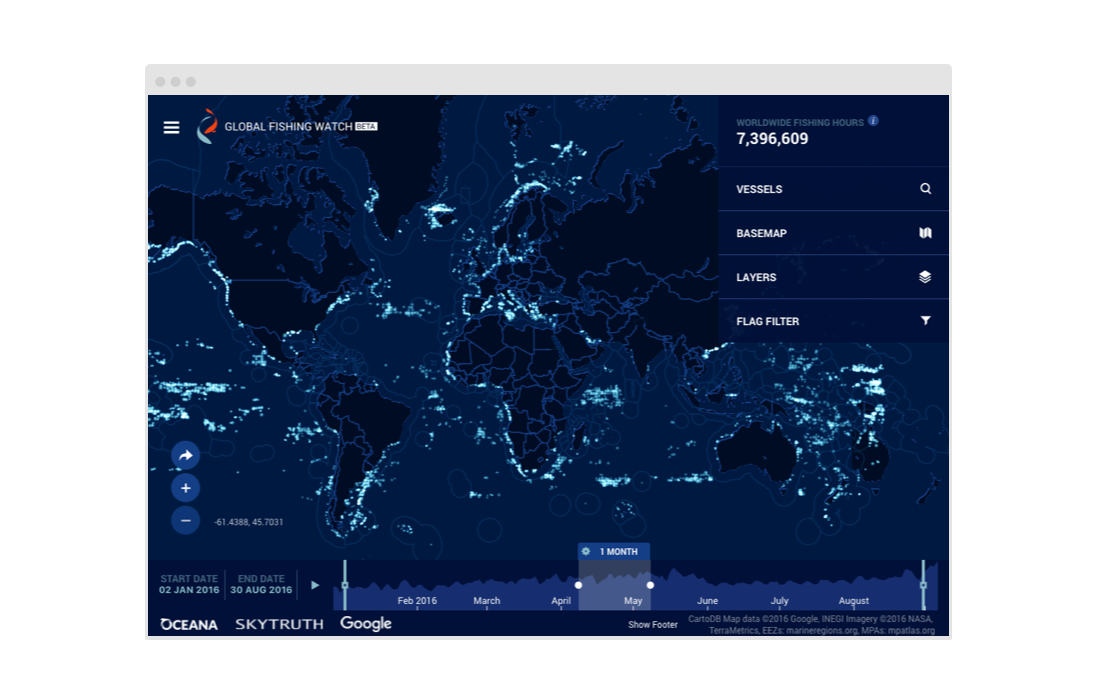 GLOBAL FISHING WATCH BETA
WORLDWIDE FISHING HOURS i
7,396,609
VESSELS
BASEMAP
LAYERS
FLAG FILTER
-61.4388, 45.7031
1 MONTH
START DATE
02 JAN 2016
END DATE
30 AUG 2016
Feb 2016 March April May June July August
OCEANA SKYTRUTH Google
Show Footer
CartoDB Map data ©2016 Google, INEGI Imagery ©2016 NASA,
TerraMetrics, EEZs: marineregions.org, MPAs: mpatlas.org